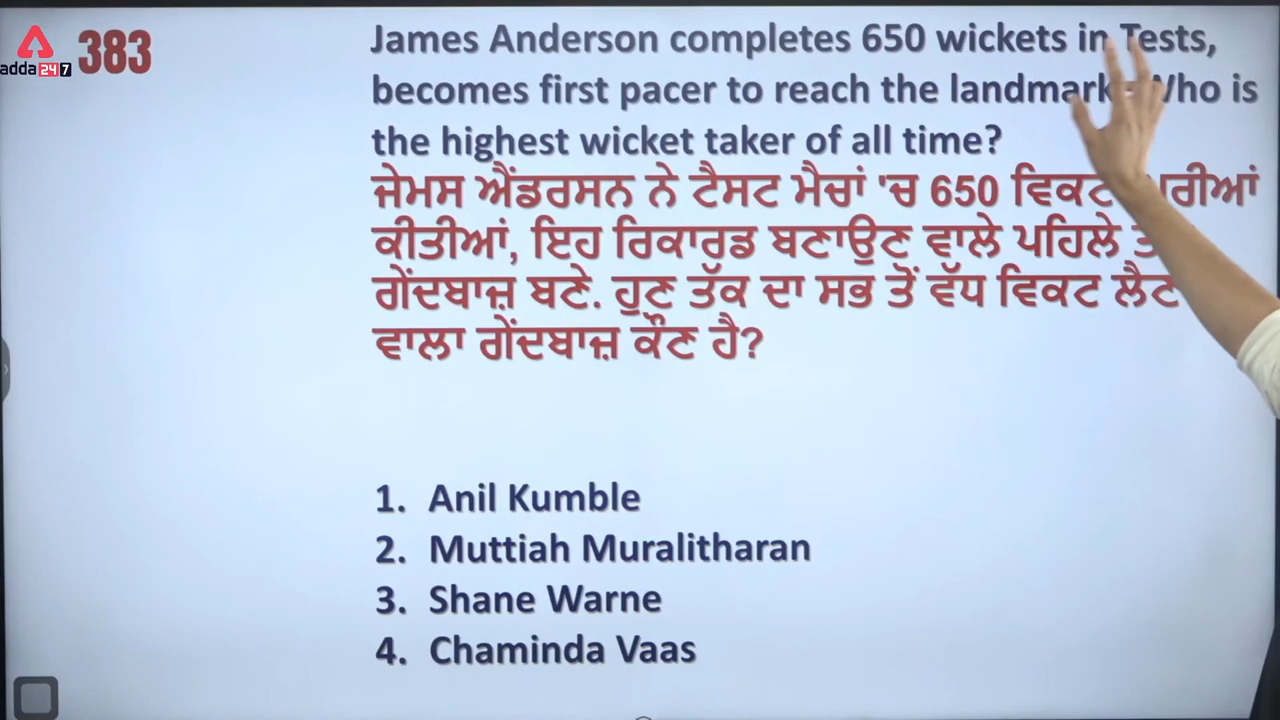 adda247
383
James Anderson completes 650 wickets in Tests,
becomes first pacer to reach the landmark Who is
the highest wicket taker of all time?
ਜੇਮਸ ਐਂਡਰਸਨ ਨੇ ਟੈਸਟ ਮੈਚਾਂ 'ਚ 650 ਵਿਕਟ
ਕੀਤੀਆਂ, ਇਹ ਰਿਕਾਰਡ ਬਣਾਉਣ ਵਾਲੇ ਪਹਿਲੇ
ਗੇਂਦਬਾਜ਼ ਬਣੇ. ਹੁਣ ਤੱਕ ਦਾ ਸਭ ਤੋਂ ਵੱਧ ਵਿਕਟ
ਵਾਲਾ ਗੇਂਦਬਾਜ਼ ਕੌਣ ਹੈ?
1. Anil Kumble
2. Muttiah Muralitharan
3. Shane Warne
4. Chaminda Vaas